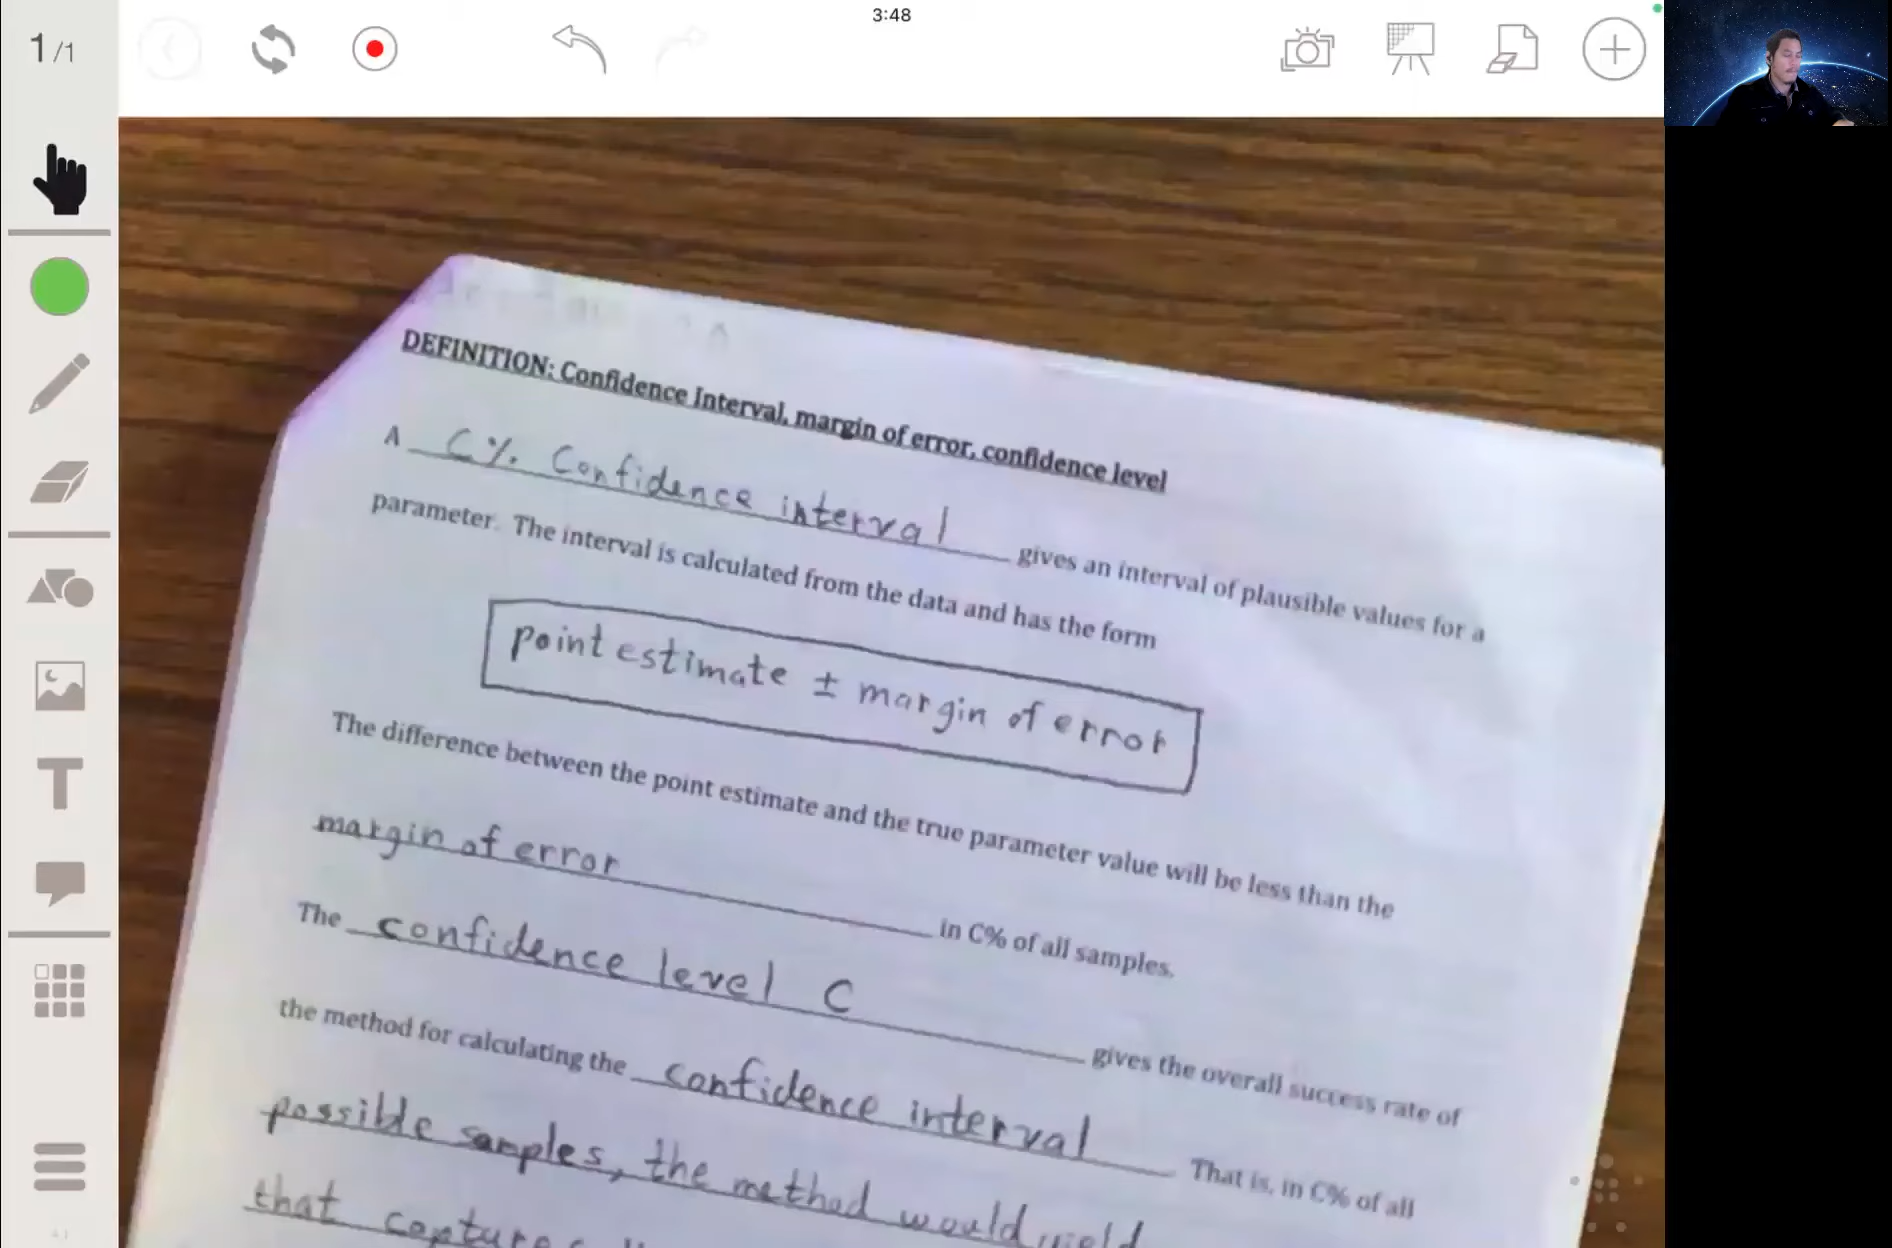 3:48
1/1
DEFINITION: Confidence Interval, margin of error, confidence level
A C% Confidence interval gives an interval of plausible values for a
parameter. The interval is calculated from the data and has the form
point estimate ± margin of error
The difference between the point estimate and the true parameter value will be less than the
margin of error in C% of all samples.
The confidence level C gives the overall success rate of
the method for calculating the confidence interval That is, in C% of all
possible samples, the method would yield
that captures
T